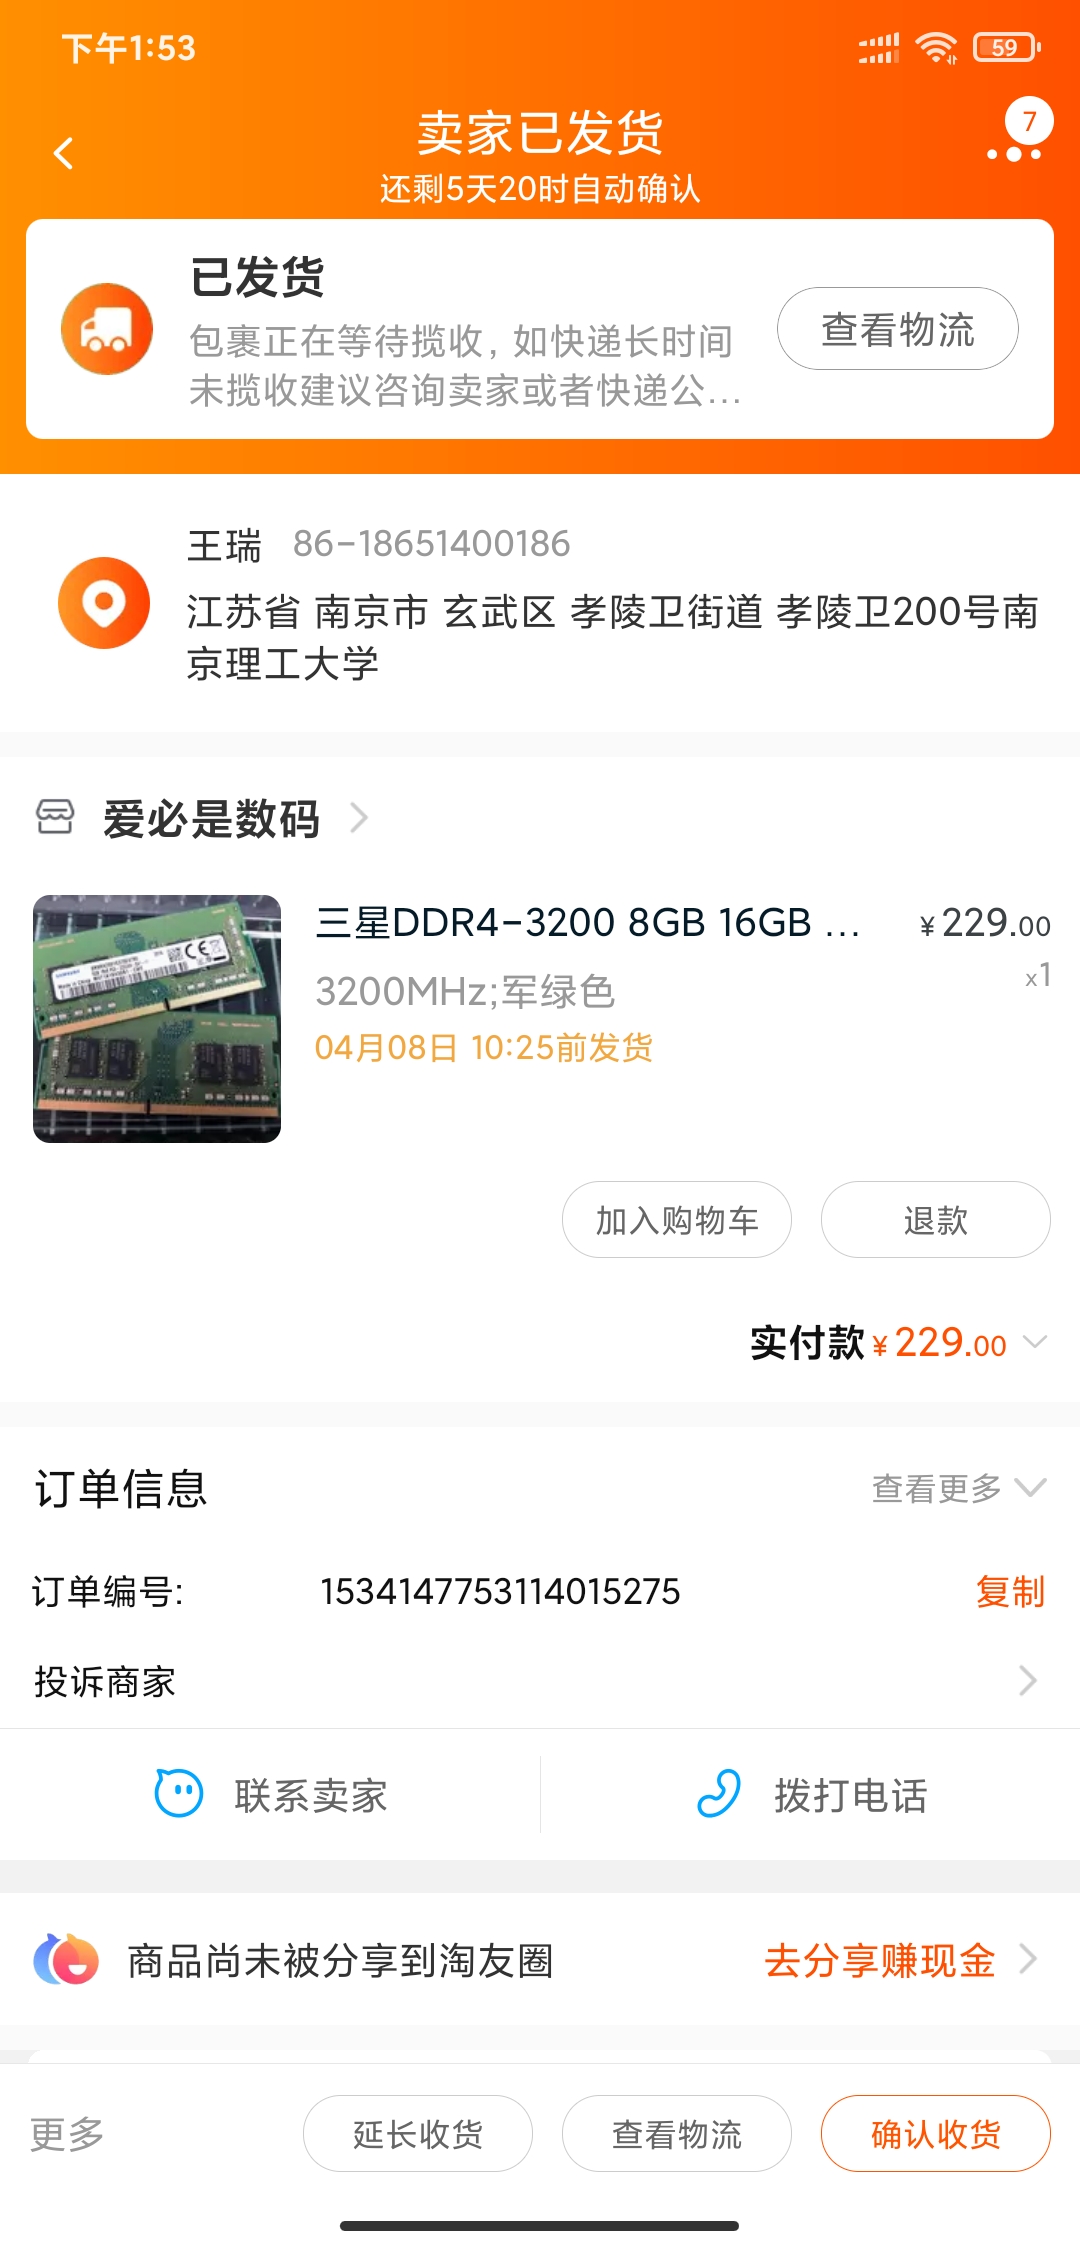 下午1:53
59
卖家已发货
7
还剩5天20时自动确认
已发货
包裹正在等待揽收，如快递长时间
未揽收建议咨询卖家或者快递公...
查看物流
王瑞 86-18651400186
江苏省 南京市 玄武区 孝陵卫街道 孝陵卫200号南
京理工大学
爱必是数码
三星DDR4-3200 8GB 16GB ...
¥229.00
3200MHz;军绿色
x1
04月08日 10:25前发货
加入购物车
退款
实付款 ¥229.00
订单信息
查看更多
订单编号:
1534147753114015275
复制
投诉商家
联系卖家
拨打电话
商品尚未被分享到淘友圈
去分享赚现金
更多
延长收货
查看物流
确认收货